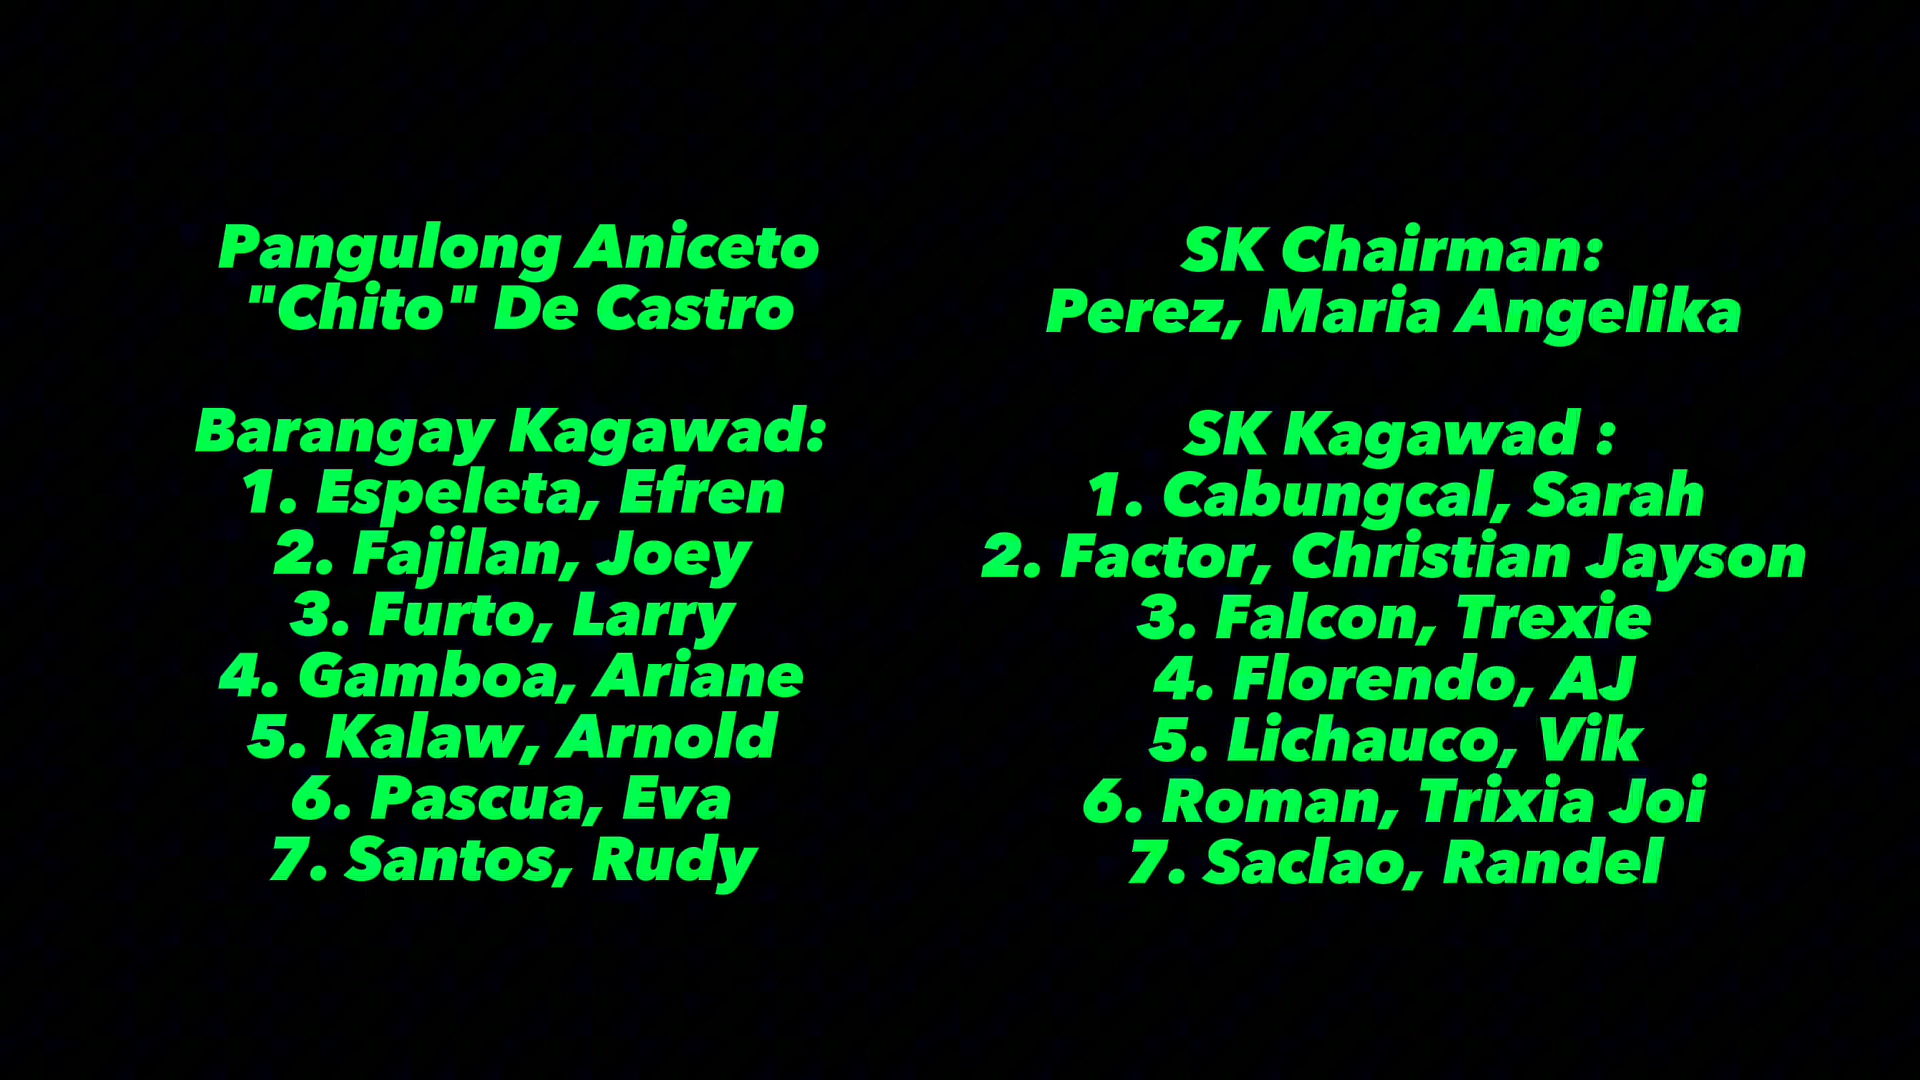 Pangulong Aniceto
"Chito" De Castro
Barangay Kagawad:
1. Espeleta, Efren
2. Fajilan, Joey
3. Furto, Larry
4. Gamboa, Ariane
5. Kalaw, Arnold
6. Pascua, Eva
7. Santos, Rudy
SK Chairman:
Perez, Maria Angelika
SK Kagawad :
1. Cabungcal, Sarah
2. Factor, Christian Jayson
3. Falcon, Trexie
4. Florendo, AJ
5. Lichauco, Vik
6. Roman, Trixia Joi
7. Saclao, Randel